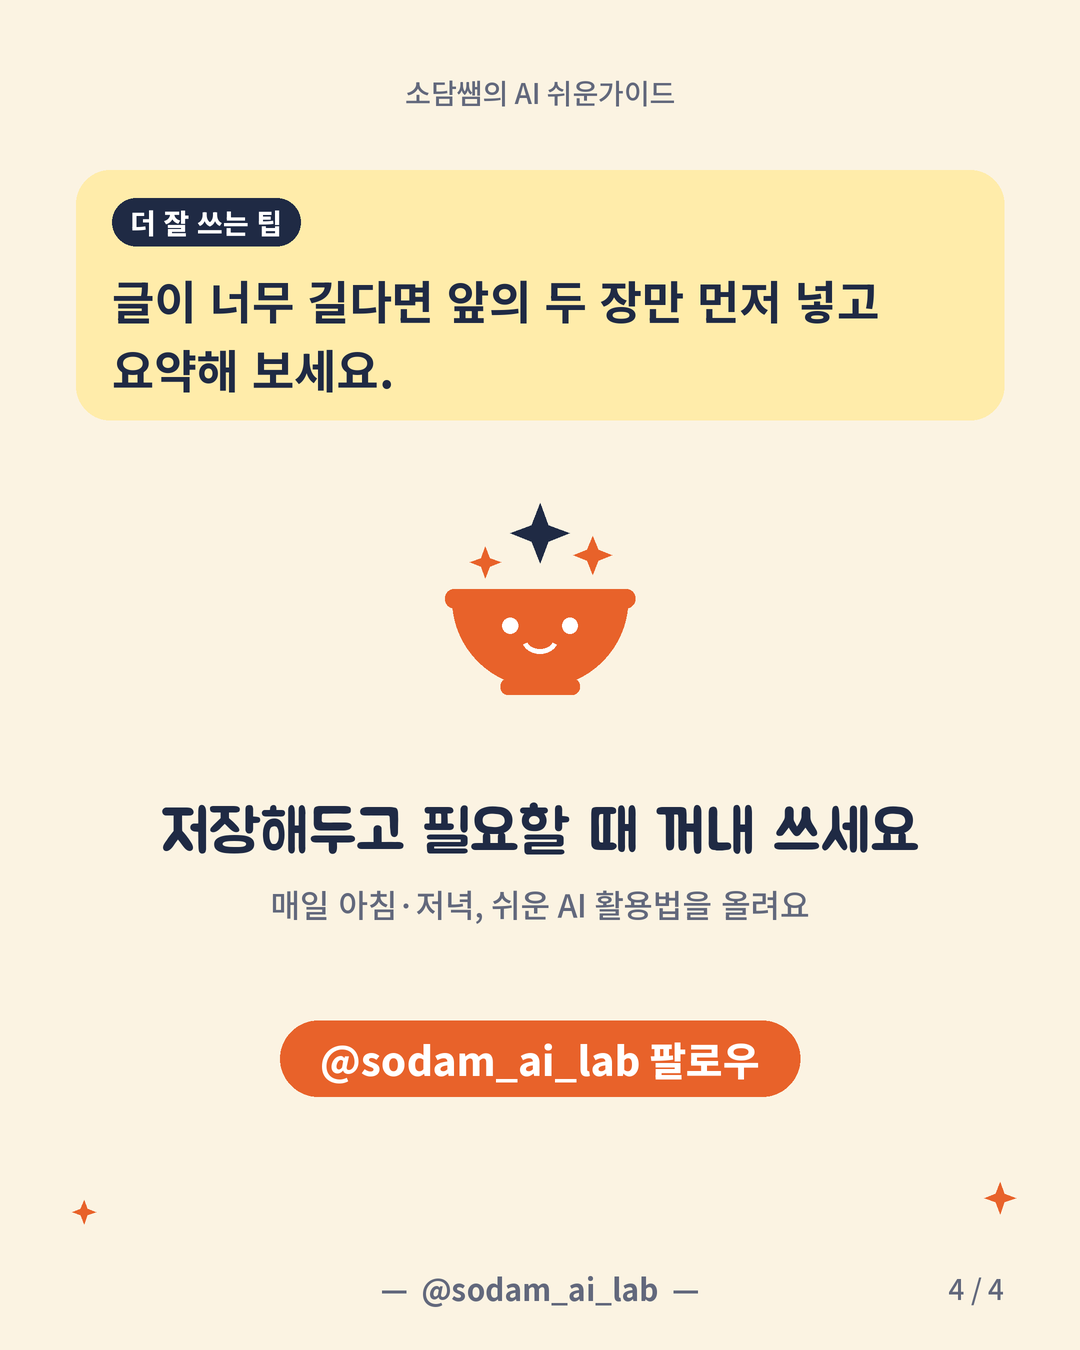 소담쌤의 AI 쉬운가이드
더 잘 쓰는 팁
글이 너무 길다면 앞의 두 장만 먼저 넣고
요약해 보세요.
저장해두고 필요할 때 꺼내 쓰세요
매일 아침·저녁, 쉬운 AI 활용법을 올려요
@sodam_ai_lab 팔로우
— @sodam_ai_lab —
4 / 4